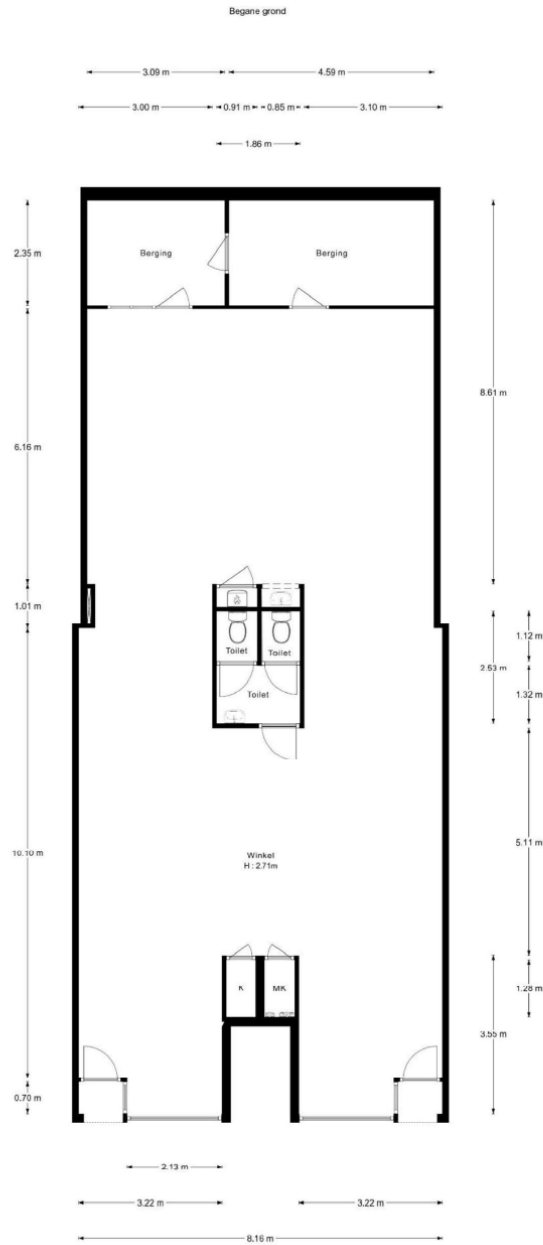 Begane grond
3.09 m
4.59 m
3.00 m
0.91 m
0.85 m
3.10 m
1.86 m
2.35 m
Berging
Berging
8.61 m
6.16 m
1.01 m
1.12 m
Toilet
Toilet
2.53 m
Toilet
1.32 m
5.11 m
10.10 m
Winkel
H : 2.71m
K
MK
1.28 m
3.55 m
0.70 m
2.13 m
3.22 m
3.22 m
8.16 m